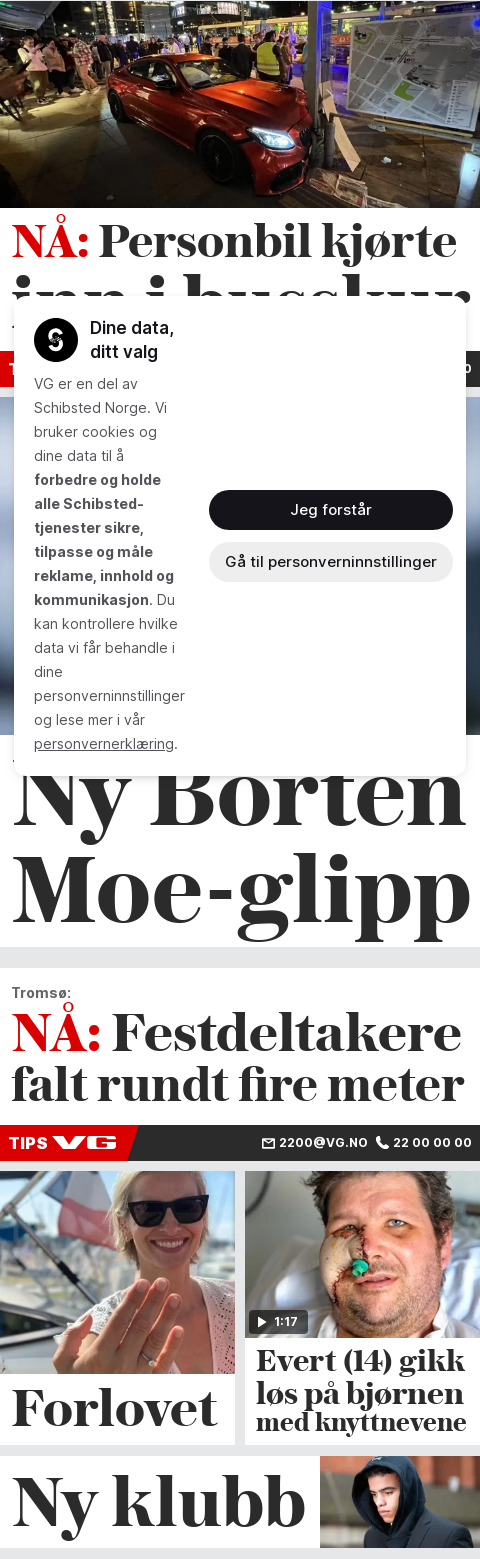 NÅ: Personbil kjørte
inn i busskur
Dine data,
ditt valg
VG er en del av
Schibsted Norge. Vi
bruker cookies og
dine data til å
forbedre og holde
alle Schibsted-
tjenester sikre,
tilpasse og måle
reklame, innhold og
kommunikasjon. Du
kan kontrollere hvilke
data vi får behandle i
dine
personverninnstillinger
og lese mer i vår
personvernerklæring.
Jeg forstår
Gå til personverninnstillinger
Ny Borten
Moe-glipp
Tromsø:
NÅ: Festdeltakere
falt rundt fire meter
TIPS VG 2200@VG.NO 22 00 00 00
1:17
Forlovet
Evert (14) gikk
løs på bjørnen
med knyttnevene
Ny klubb